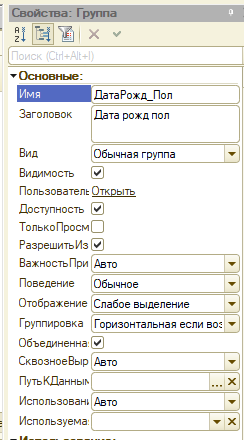 Свойства: Группа
Поиск (Ctrl+Alt+I)
Основные:
Имя ДатаРожд_Пол
Заголовок Дата рожд пол
Вид Обычная группа
Видимость
Пользователь Открыть
Доступность
ТолькоПросм
РазрешитьИз
ВажностьПри Авто
Поведение Обычное
Отображение Слабое выделение
Группировка Горизонтальная если воз
Объединенна
СквозноеВыр Авто
ПутьКДанным ...
Использовани Авто
Используема